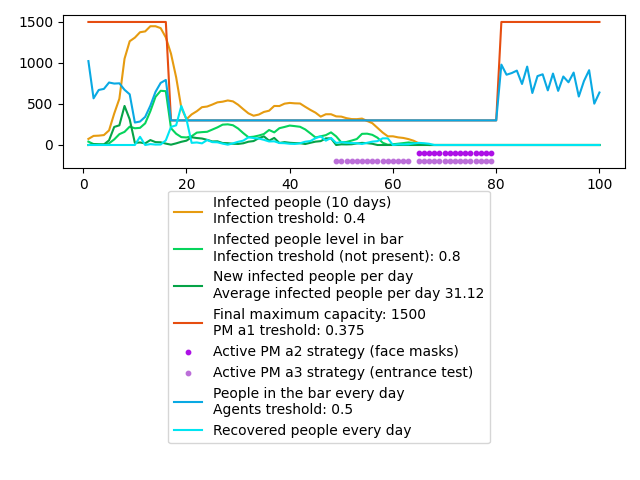 1500
1000
500
0
0 20 40 60 80 100
Infected people (10 days)
Infection treshold: 0.4
Infected people level in bar
Infection treshold (not present): 0.8
New infected people per day
Average infected people per day 31.12
Final maximum capacity: 1500
PM a1 treshold: 0.375
Active PM a2 strategy (face masks)
Active PM a3 strategy (entrance test)
People in the bar every day
Agents treshold: 0.5
Recovered people every day